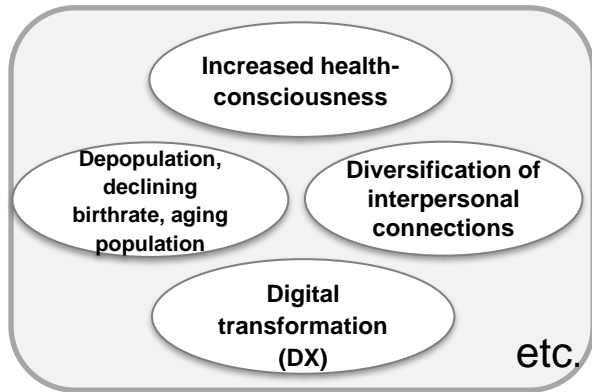 Increased health-
consciousness
Depopulation,
declining
birthrate, aging
population
Diversification of
interpersonal
connections
Digital
transformation
(DX)
etc.